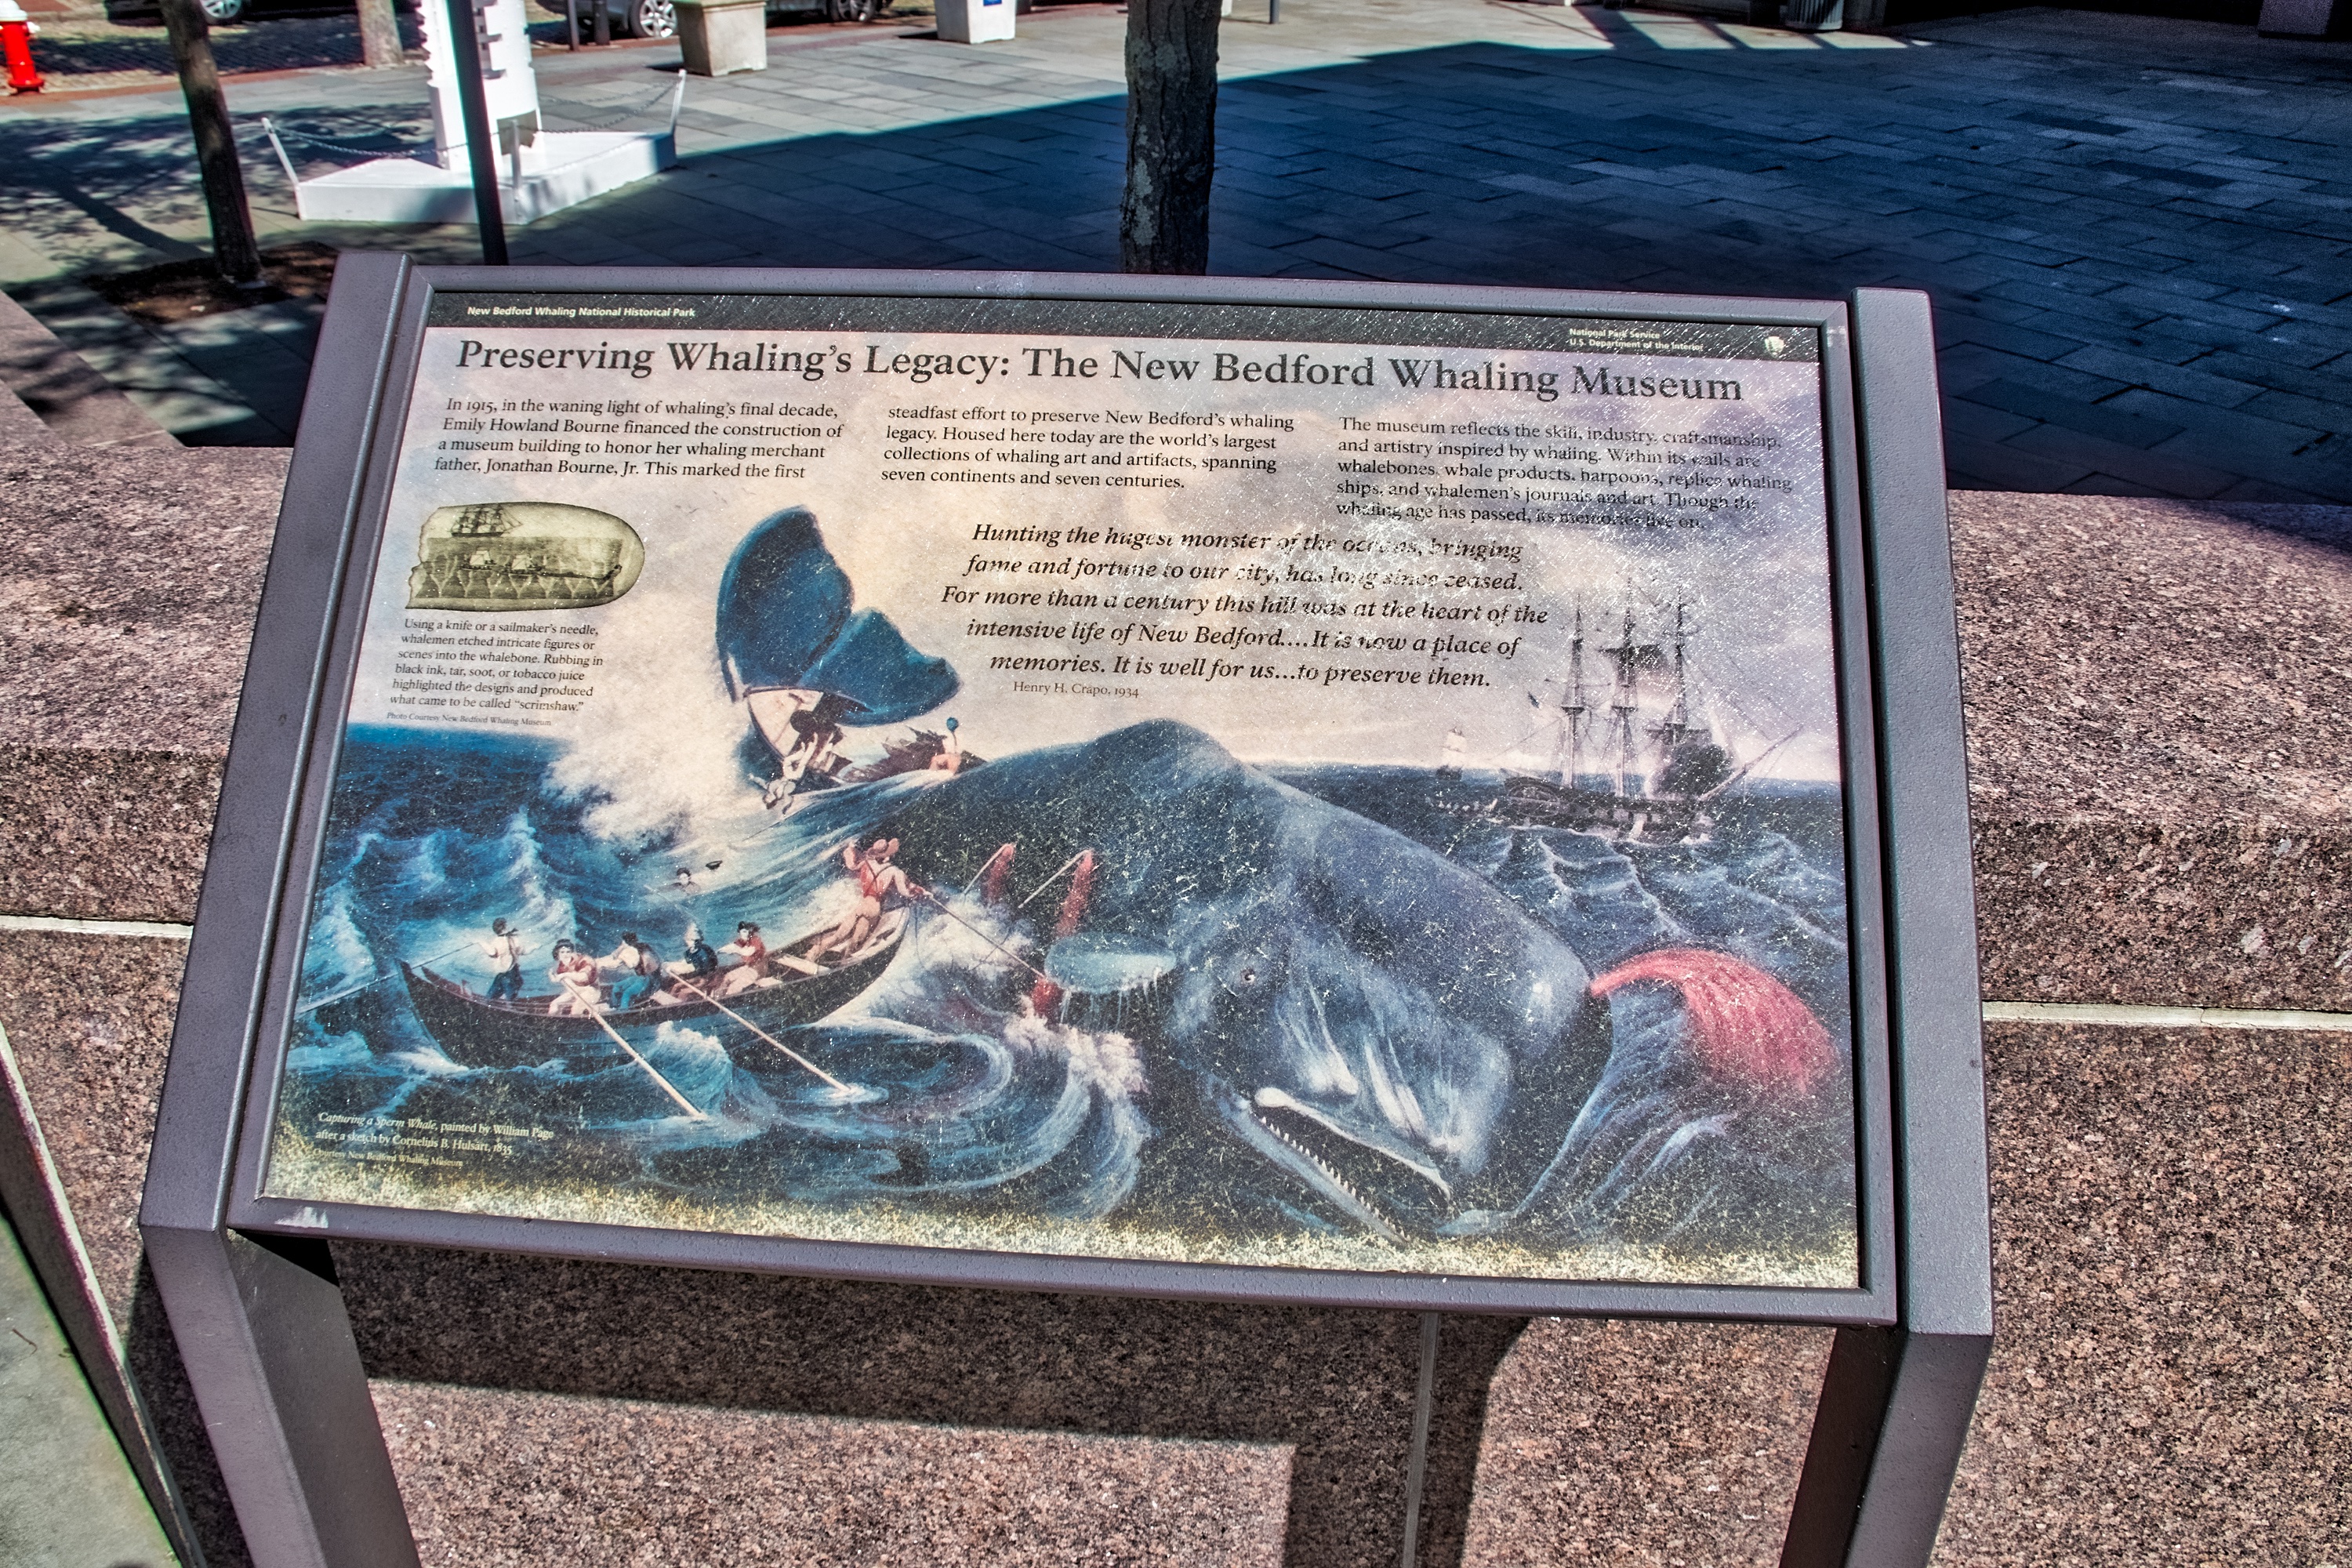 New Bedford Whaling National Historical Park
National Park Service
U.S. Department of the Interior
Preserving Whaling's Legacy: The New Bedford Whaling Museum
In 1915, in the waning light of whaling's final decade,
Emily Howland Bourne financed the construction of
a museum building to honor her whaling merchant
father, Jonathan Bourne, Jr. This marked the first
steadfast effort to preserve New Bedford's whaling
legacy. Housed here today are the world's largest
collections of whaling art and artifacts, spanning
seven continents and seven centuries.
The museum reflects the skill, industry, craftsmanship,
and artistry inspired by whaling. Within its walls are
whalebones, whale products, harpoons, replica whaling
ships, and whalemen's journals and art. Though the
whaling age has passed, its memories live on.
Hunting the hugest monster of the oceans, bringing
fame and fortune to our city, has long since ceased.
For more than a century this hill was at the heart of the
intensive life of New Bedford....It is now a place of
memories. It is well for us...to preserve them.
Henry H. Crapo, 1934
Using a knife or a sailmaker's needle,
whalemen etched intricate figures or
scenes into the whalebone. Rubbing in
black ink, tar, soot, or tobacco juice
highlighted the designs and produced
what came to be called "scrimshaw."
Photo Courtesy New Bedford Whaling Museum
Capturing a Sperm Whale, painted by William Page
after a sketch by Cornelius B. Hulsart, 1835
Courtesy New Bedford Whaling Museum